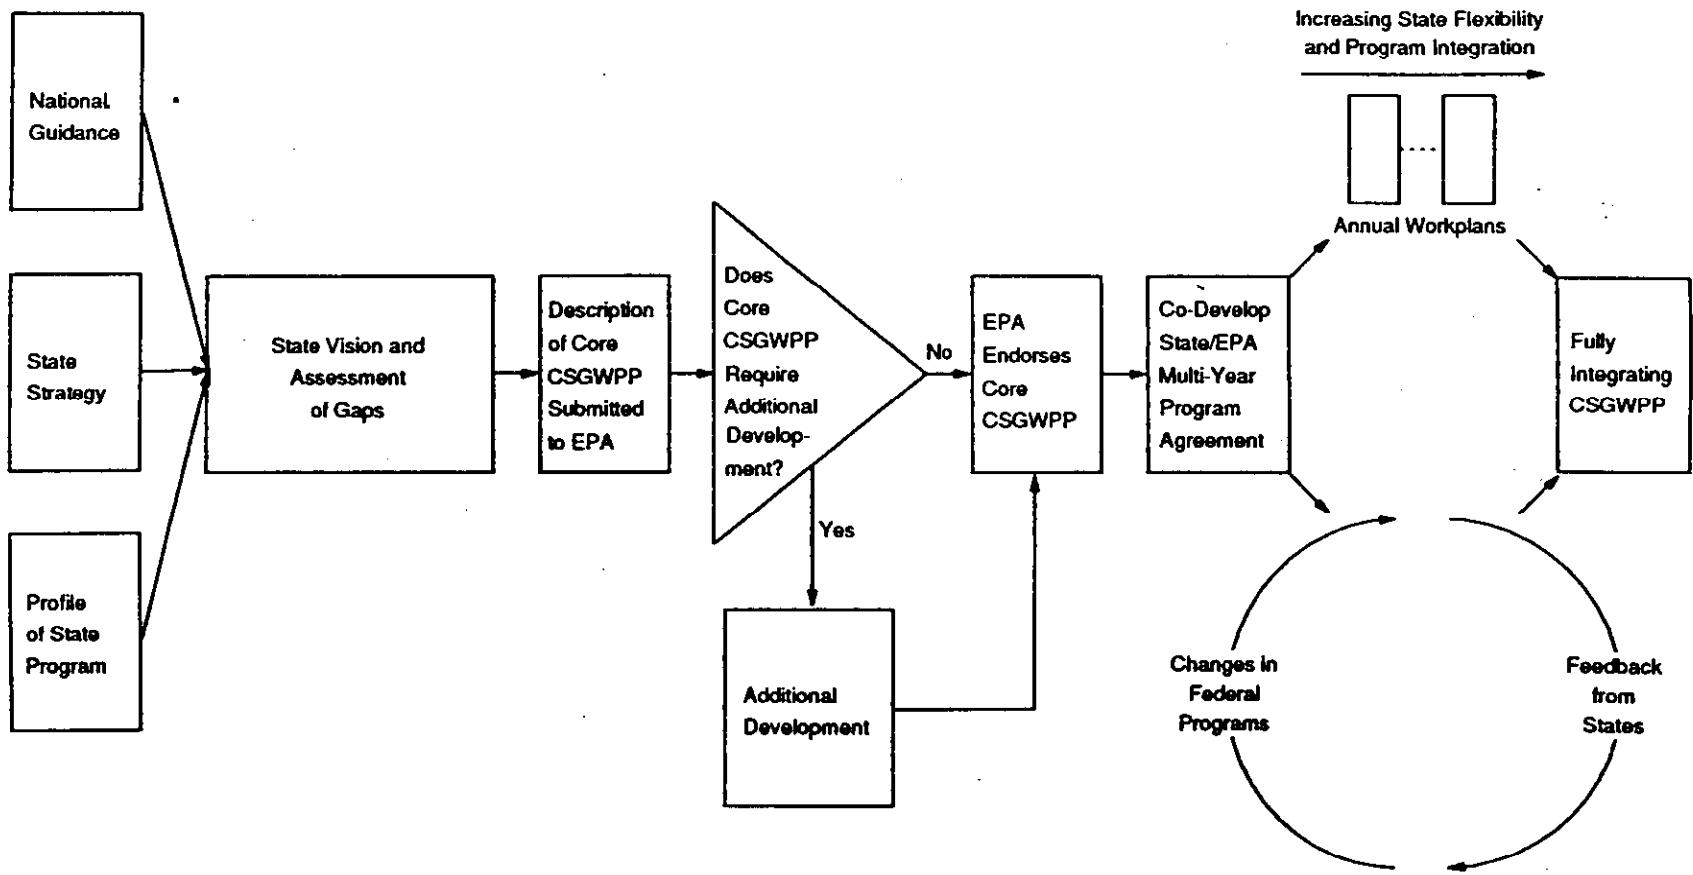 Increasing State Flexibility
and Program Integration
National
Guidance
State
Strategy
Profile
of State
Program
State Vision and
Assessment
of Gaps
Description
of Core
CSGWPP
Submitted
to EPA
Does
Core
CSGWPP
Require
Additional
Develop-
ment?
No
Yes
Additional
Development
EPA
Endorses
Core
CSGWPP
Co-Develop
State/EPA
Multi-Year
Program
Agreement
Annual Workplans
Changes in
Federal
Programs
Feedback
from
States
Fully
Integrating
CSGWPP